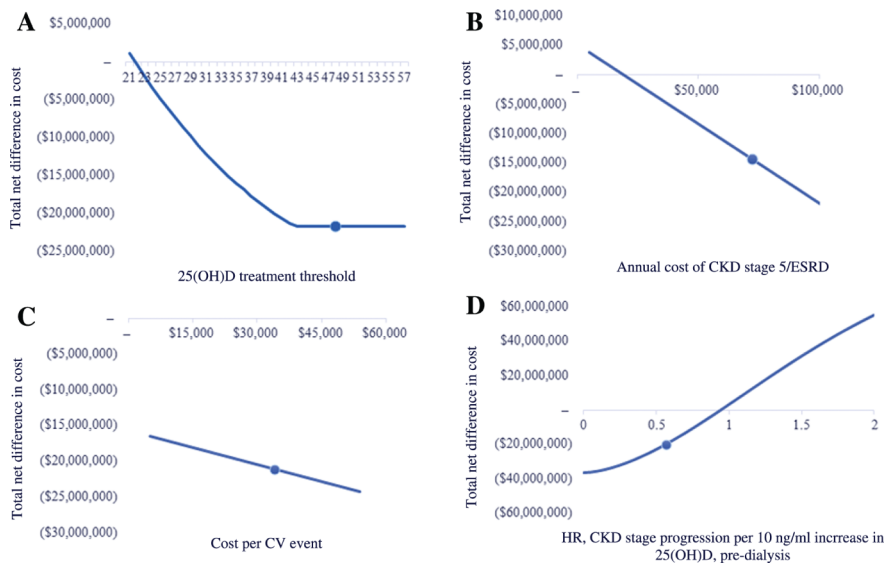 A
Total net difference in cost
$5,000,000
–
($5,000,000)
($10,000,000)
($15,000,000)
($20,000,000)
($25,000,000)
21 23 25 27 29 31 33 35 37 39 41 43 45 47 49 51 53 55 57
25(OH)D treatment threshold
B
Total net difference in cost
$10,000,000
$5,000,000
–
($5,000,000)
($10,000,000)
($15,000,000)
($20,000,000)
($25,000,000)
($30,000,000)
– $50,000 $100,000
Annual cost of CKD stage 5/ESRD
C
Total net difference in cost
–
($5,000,000)
($10,000,000)
($15,000,000)
($20,000,000)
($25,000,000)
($30,000,000)
– $15,000 $30,000 $45,000 $60,000
Cost per CV event
D
Total net difference in cost
$60,000,000
$40,000,000
$20,000,000
–
($20,000,000)
($40,000,000)
($60,000,000)
0 0.5 1 1.5 2
HR, CKD stage progression per 10 ng/ml incrrease in
25(OH)D, pre-dialysis